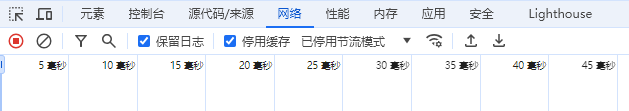 元素 控制台 源代码/来源 网络 性能 内存 应用 安全 Lighthouse
保留日志 停用缓存 已停用节流模式
5 毫秒 10 毫秒 15 毫秒 20 毫秒 25 毫秒 30 毫秒 35 毫秒 40 毫秒 45 毫秒